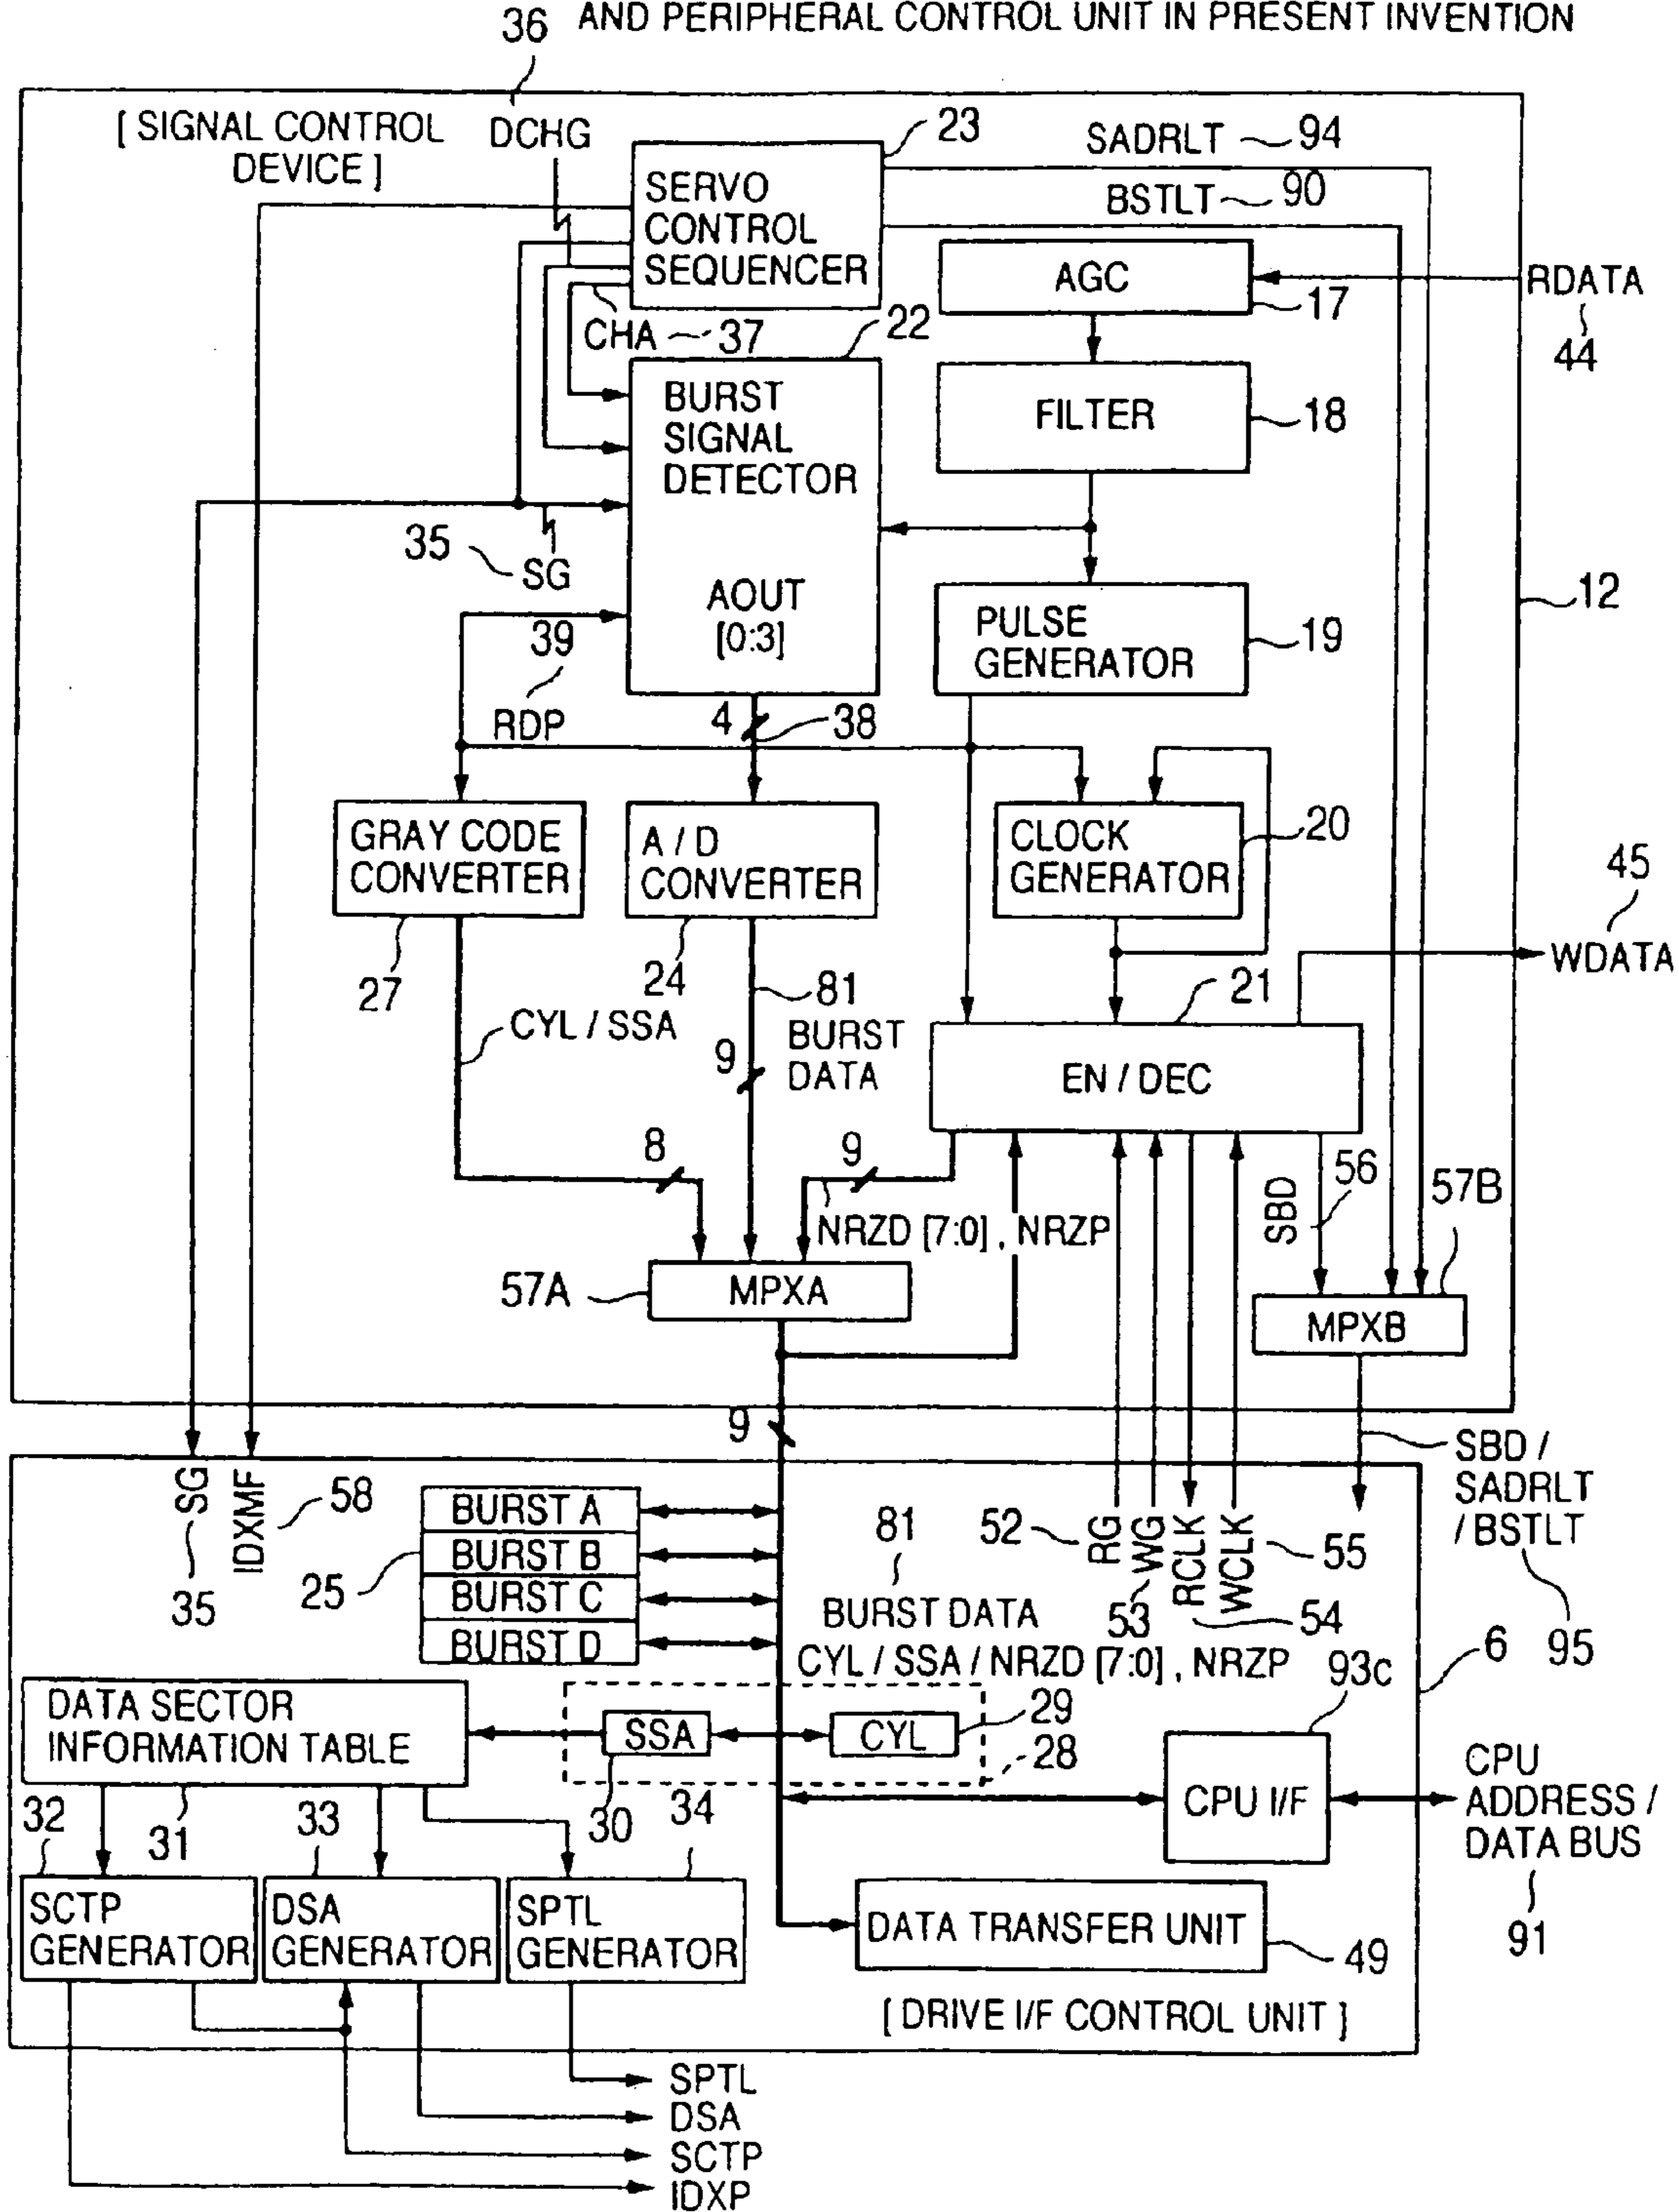 AND PERIPHERAL CONTROL UNIT IN PRESENT INVENTION
36
[ SIGNAL CONTROL
DEVICE ]
DCHG
23
SADRLT 94
SERVO
CONTROL
SEQUENCER
BSTLT 90
AGC
17
RDATA
44
CHA 37
22
BURST
SIGNAL
DETECTOR
FILTER
18
35
SG
AOUT
[0:3]
12
PULSE
GENERATOR
19
39
RDP
4
38
GRAY CODE
CONVERTER
A / D
CONVERTER
CLOCK
GENERATOR
20
45
WDATA
27
24
81
21
CYL / SSA
9
BURST
DATA
EN / DEC
8
9
SBD
56
57B
NRZD [7:0] , NRZP
57A
MPXA
MPXB
9
SBD /
SADRLT
/ BSTLT
95
SG
35
IDXMF
58
BURST A
BURST B
BURST C
BURST D
25
81
52
RG
WG
53
RCLK
54
WCLK
55
BURST DATA
CYL / SSA / NRZD [7:0] , NRZP
6
93c
DATA SECTOR
INFORMATION TABLE
SSA
CYL
29
28
30
CPU I/F
CPU
ADDRESS /
DATA BUS
91
32
31
33
34
SCTP
GENERATOR
DSA
GENERATOR
SPTL
GENERATOR
DATA TRANSFER UNIT
49
[ DRIVE I/F CONTROL UNIT ]
SPTL
DSA
SCTP
IDXP